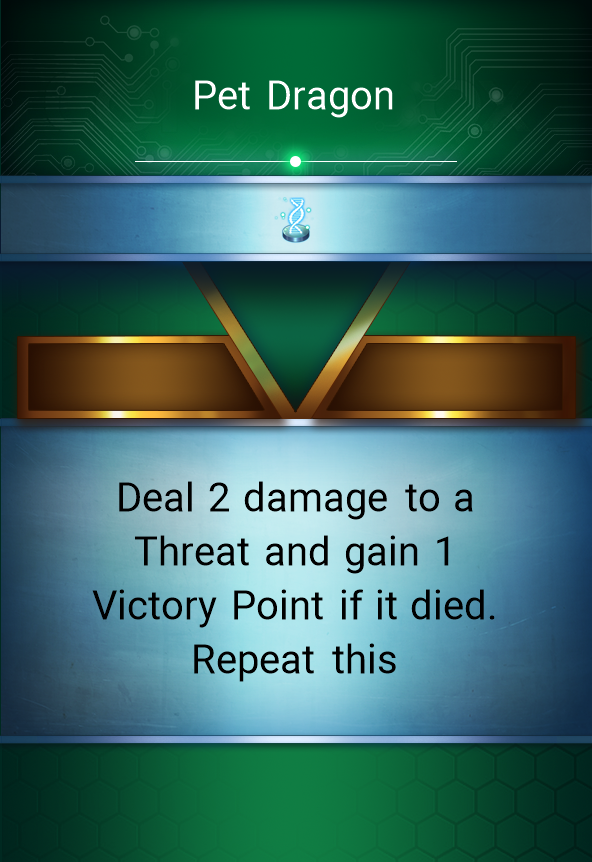 Pet Dragon
Deal 2 damage to a
Threat and gain 1
Victory Point if it died.
Repeat this